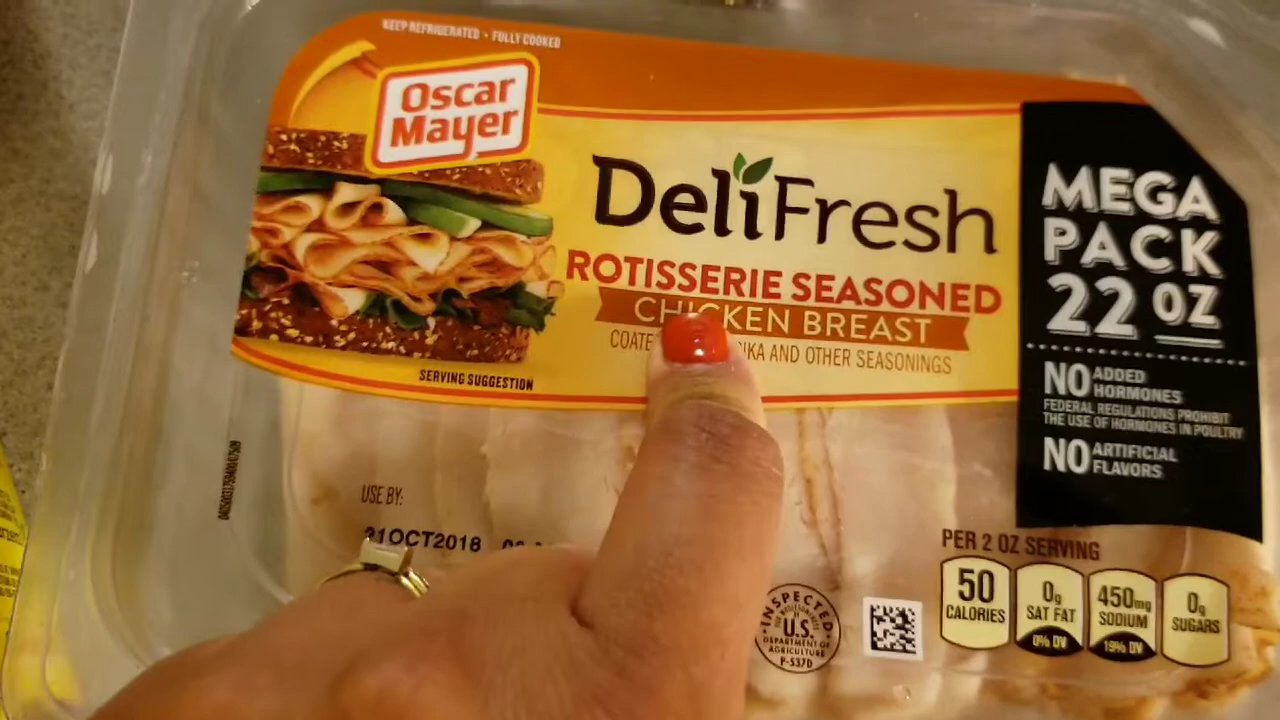 KEEP REFRIGERATED • FULLY COOKED
Oscar
Mayer
DeliFresh
ROTISSERIE SEASONED
CHICKEN BREAST
COATE IKA AND OTHER SEASONINGS
SERVING SUGGESTION
MEGA
PACK
22 OZ
NO ADDED
HORMONES
FEDERAL REGULATIONS PROHIBIT
THE USE OF HORMONES IN POULTRY
NO ARTIFICIAL
FLAVORS
USE BY:
21OCT2018
PER 2 OZ SERVING
50
CALORIES
0g
SAT FAT
0% DV
450mg
SODIUM
19% DV
0g
SUGARS
INSPECTED
U.S.
DEPARTMENT OF
AGRICULTURE
P-537D